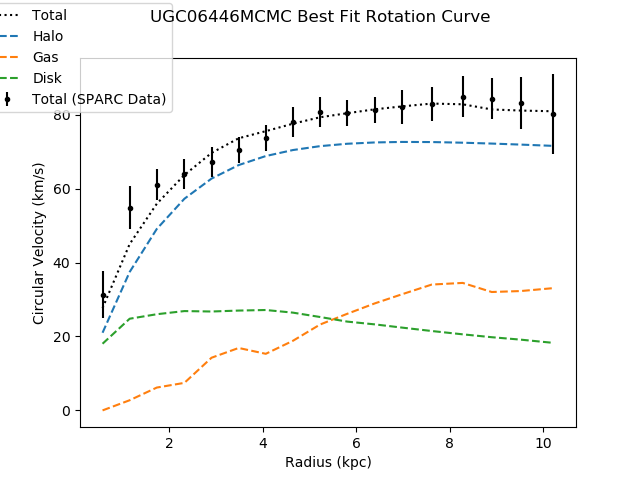 UGC06446MCMC Best Fit Rotation Curve
Total
Halo
Gas
Disk
Total (SPARC Data)
80
60
40
20
0
Circular Velocity (km/s)
2 4 6 8 10
Radius (kpc)